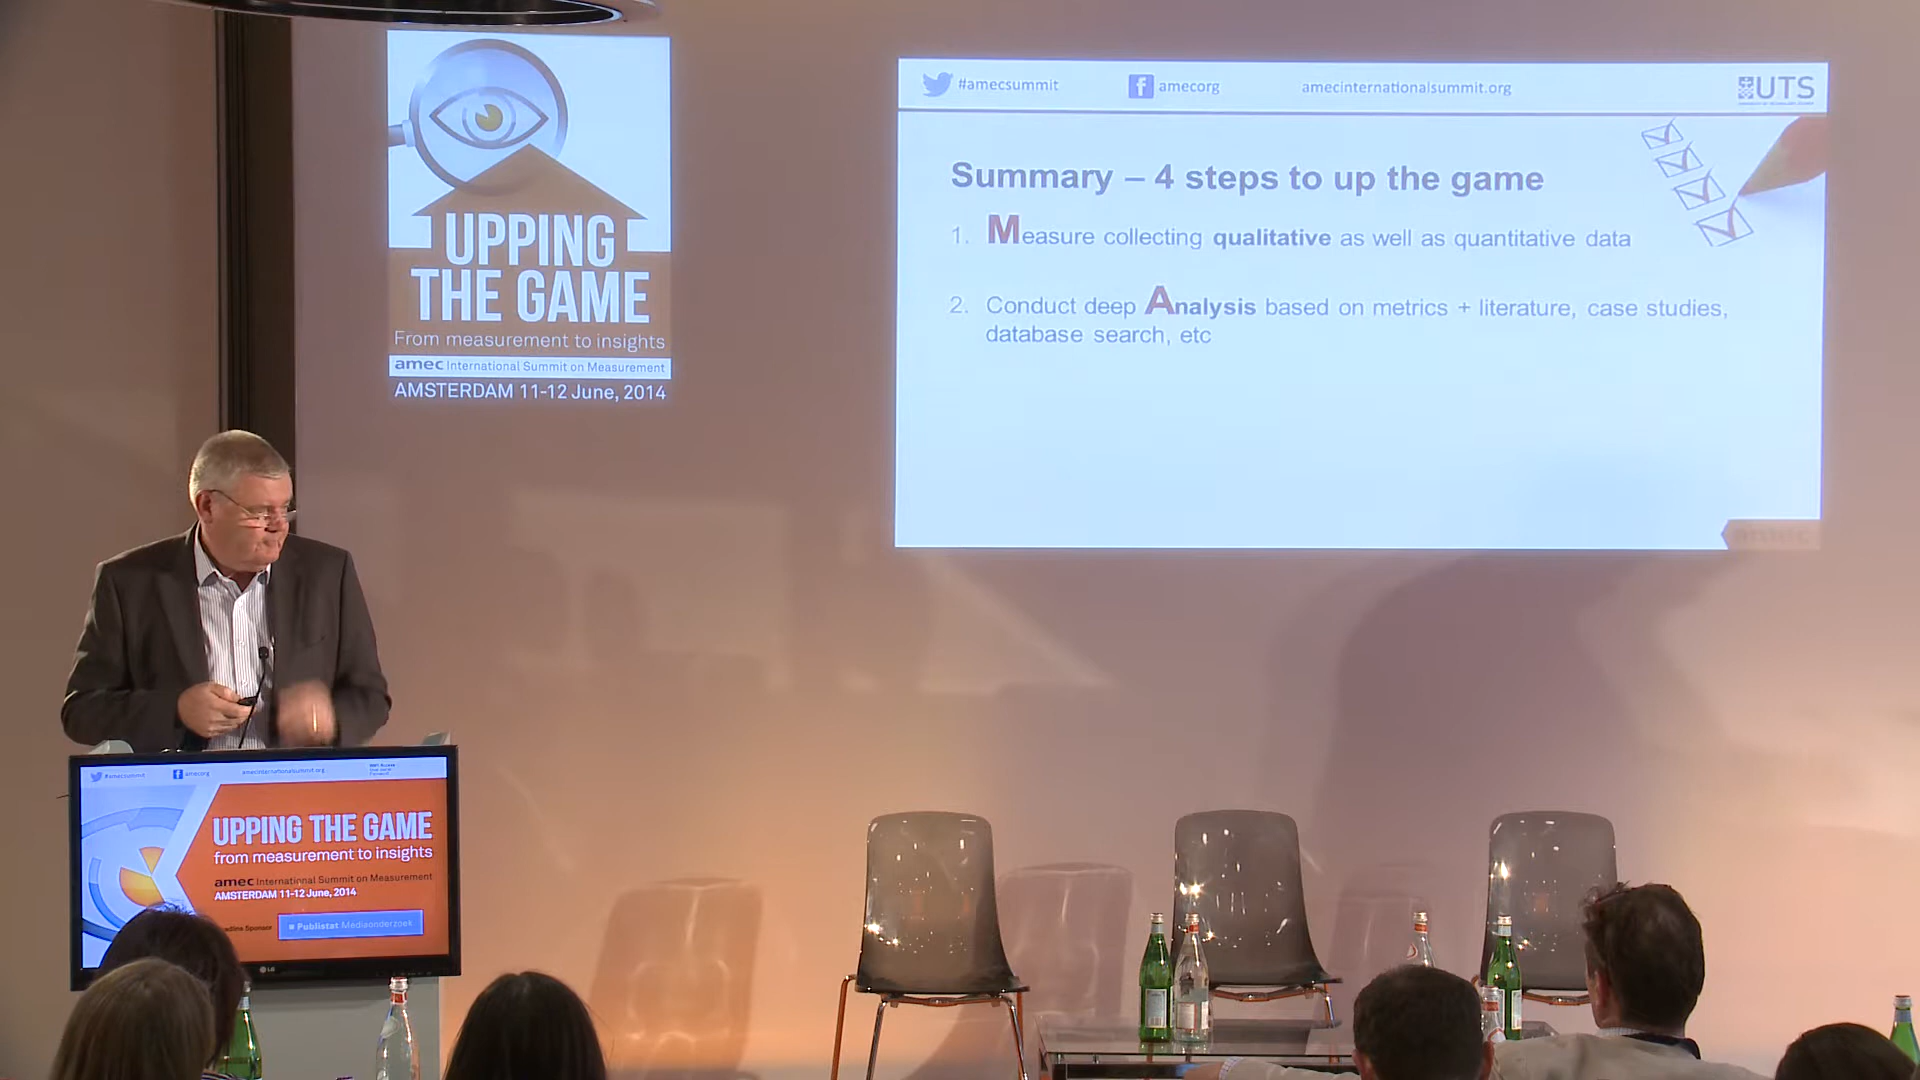 UPPING
THE GAME
From measurement to insights
amec International Summit on Measurement
AMSTERDAM 11-12 June, 2014
#amecsummit
amecorg
amecinternationalsummit.org
UTS
Summary – 4 steps to up the game
1. Measure collecting qualitative as well as quantitative data
2. Conduct deep Analysis based on metrics + literature, case studies,
database search, etc
amec
#amecsummit
amecorg
amecinternationalsummit.org
UPPING THE GAME
from measurement to insights
amec International Summit on Measurement
AMSTERDAM 11-12 June, 2014
Sponsor
Publistat Mediaonderzoek
LG